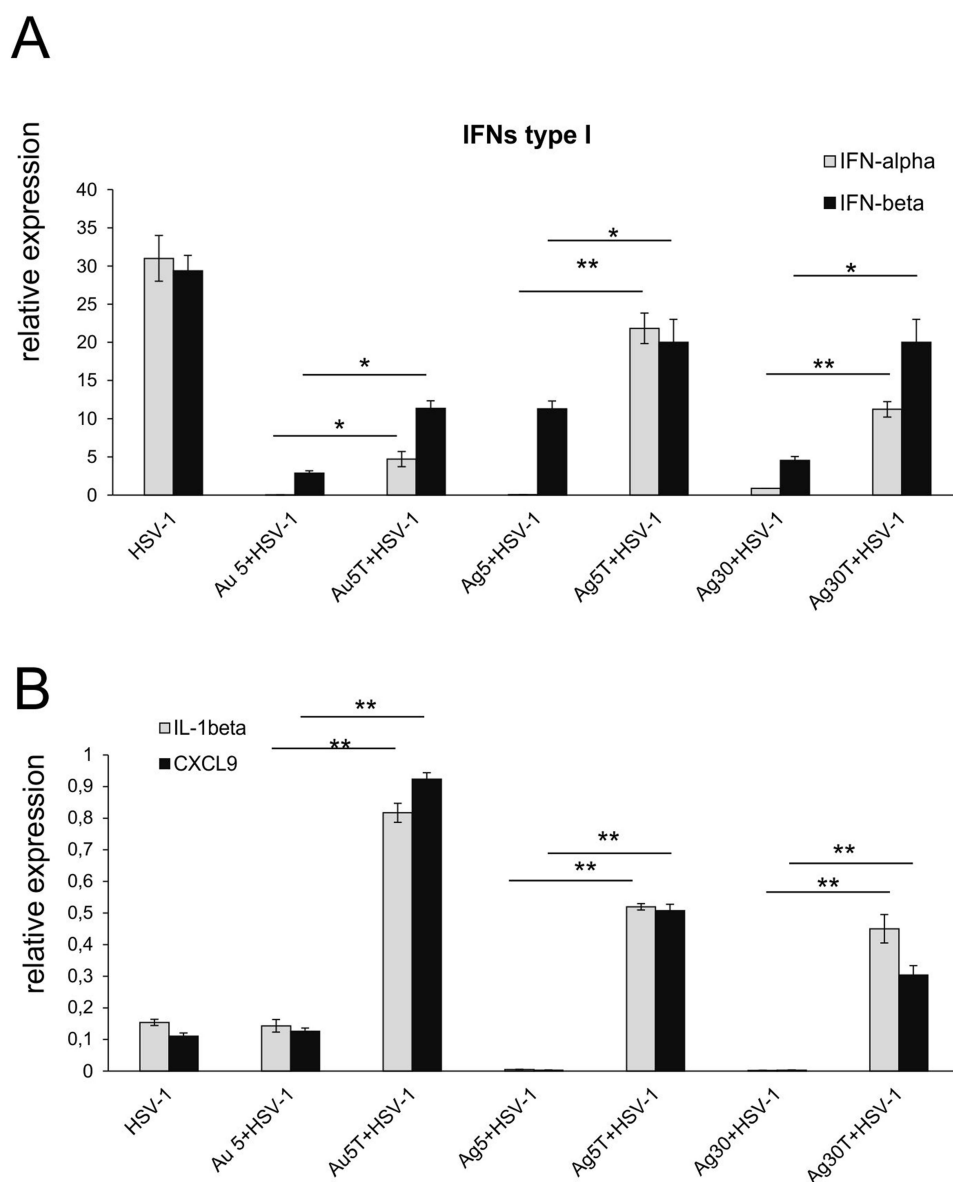 A
IFNs type I
IFN-alpha
IFN-beta
relative expression
40
35
30
25
20
15
10
5
0
*
**
*
*
*
**
HSV-1
Au 5+HSV-1
Au5T+HSV-1
Ag5+HSV-1
Ag5T+HSV-1
Ag30+HSV-1
Ag30T+HSV-1
B
IL-1beta
CXCL9
relative expression
1
0,9
0,8
0,7
0,6
0,5
0,4
0,3
0,2
0,1
0
**
**
**
**
**
**
HSV-1
Au 5+HSV-1
Au5T+HSV-1
Ag5+HSV-1
Ag5T+HSV-1
Ag30+HSV-1
Ag30T+HSV-1